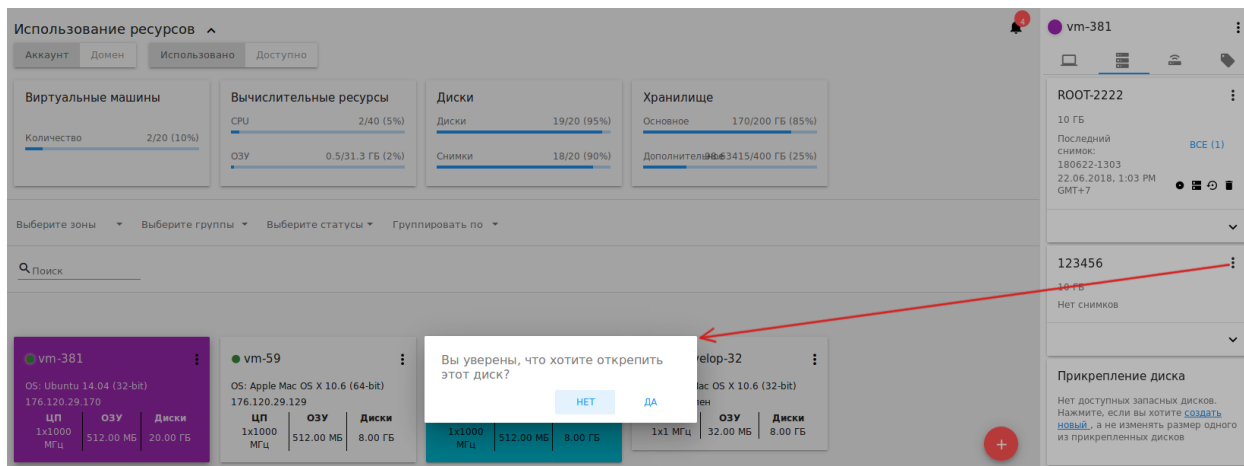 Использование ресурсов
4
Аккаунт Домен Использовано Доступно
Виртуальные машины
Количество 2/20 (10%)
Вычислительные ресурсы
CPU 2/40 (5%)
ОЗУ 0.5/31.3 ГБ (2%)
Диски
Диски 19/20 (95%)
Снимки 18/20 (90%)
Хранилище
Основное 170/200 ГБ (85%)
Дополнительное 98.63415/400 ГБ (25%)
Выберите зоны Выберите группы Выберите статусы Группировать по
Поиск
vm-381
OS: Ubuntu 14.04 (32-bit)
176.120.29.170
ЦП ОЗУ Диски
1x1000 МГц 512.00 МБ 20.00 ГБ
vm-59
OS: Apple Mac OS X 10.6 (64-bit)
176.120.29.129
ЦП ОЗУ Диски
1x1000 МГц 512.00 МБ 8.00 ГБ
1x1000 МГц 512.00 МБ 8.00 ГБ
Вы уверены, что хотите открепить
этот диск?
НЕТ ДА
elop-32
ac OS X 10.6 (32-bit)
ен
ОЗУ Диски
1x1 МГц 32.00 МБ 8.00 ГБ
+
vm-381
ROOT-2222
10 ГБ
Последний
снимок:
180622-1303
22.06.2018, 1:03 PM
GMT+7
ВСЕ (1)
123456
10 ГБ
Нет снимков
Прикрепление диска
Нет доступных запасных дисков.
Нажмите, если вы хотите создать
новый , а не изменять размер одного
из прикрепленных дисков